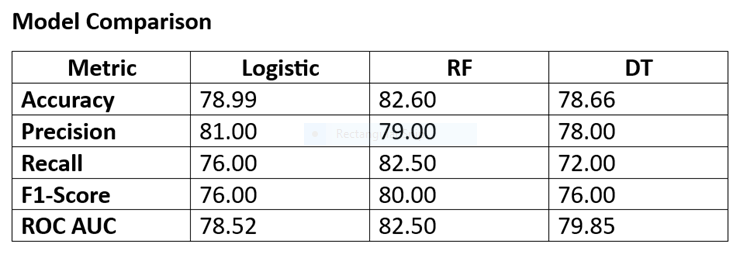 Model Comparison
Metric Logistic RF DT
Accuracy 78.99 82.60 78.66
Precision 81.00 79.00 78.00
Recall 76.00 82.50 72.00
F1-Score 76.00 80.00 76.00
ROC AUC 78.52 82.50 79.85